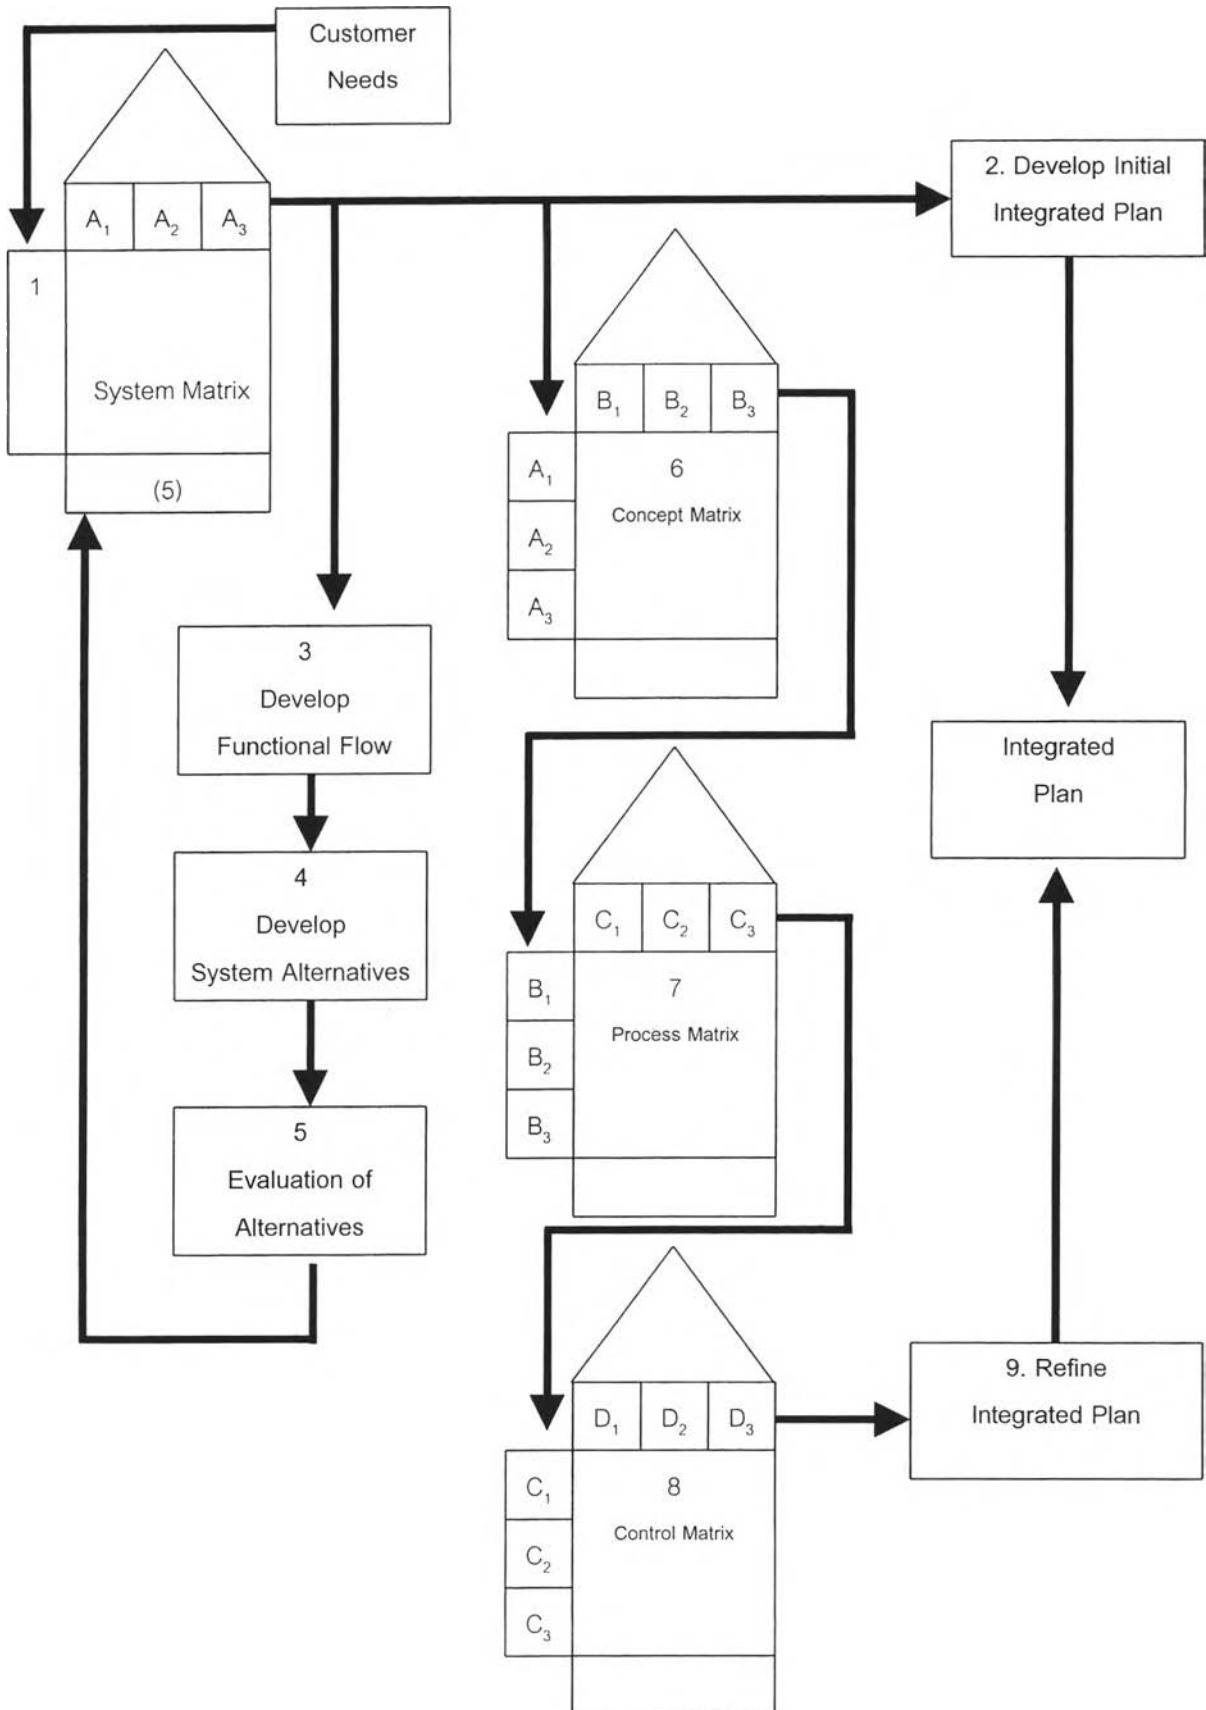 Customer
Needs
2. Develop Initial
Integrated Plan
A₁ A₂ A₃
1
System Matrix
(5)
B₁ B₂ B₃
A₁
A₂
A₃
6
Concept Matrix
3
Develop
Functional Flow
Integrated
Plan
4
Develop
System Alternatives
C₁ C₂ C₃
B₁
B₂
B₃
7
Process Matrix
5
Evaluation of
Alternatives
9. Refine
Integrated Plan
D₁ D₂ D₃
C₁
C₂
C₃
8
Control Matrix